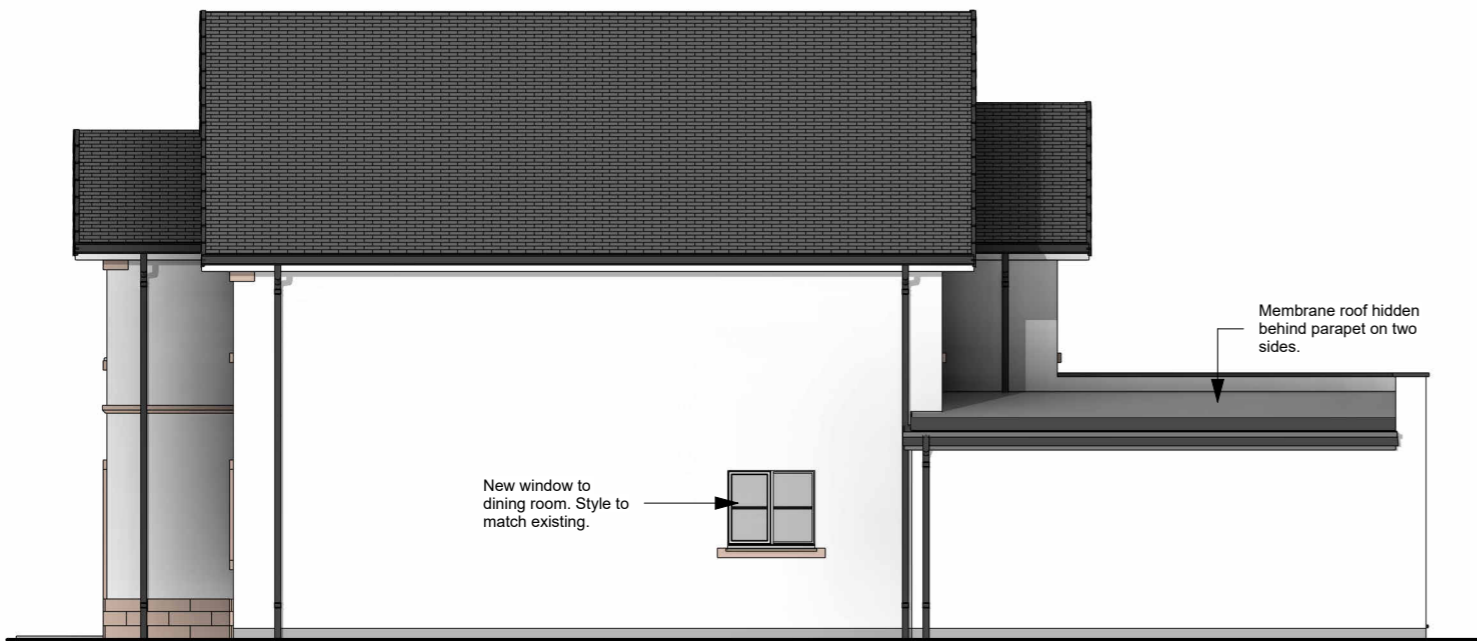 Membrane roof hidden
behind parapet on two
sides.
New window to
dining room. Style to
match existing.